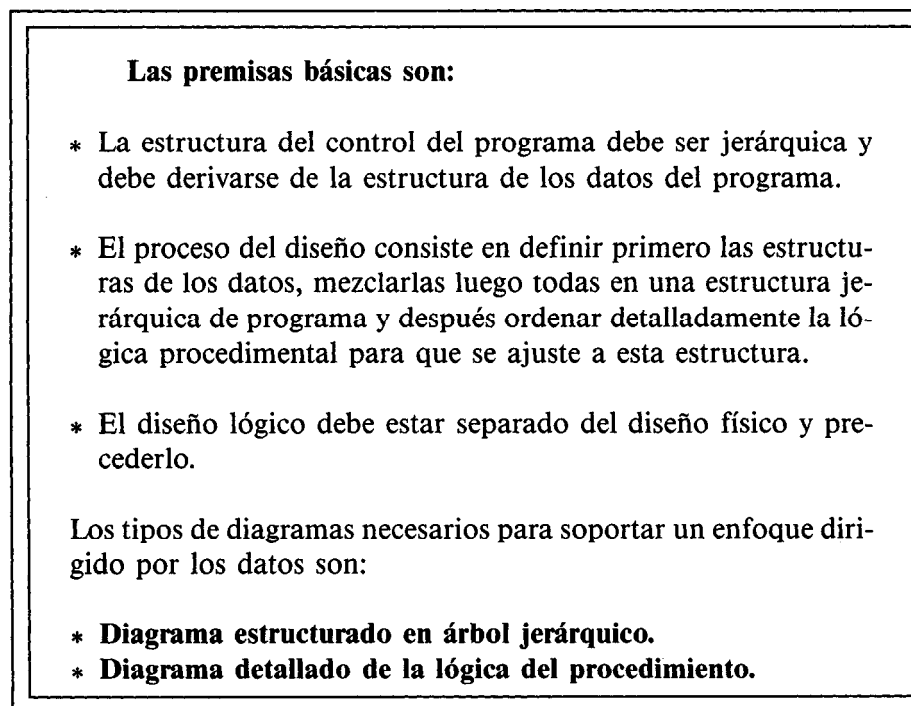 Las premisas básicas son:
* La estructura del control del programa debe ser jerárquica y
debe derivarse de la estructura de los datos del programa.
* El proceso del diseño consiste en definir primero las estructu-
ras de los datos, mezclarlas luego todas en una estructura je-
rárquica de programa y después ordenar detalladamente la ló-
gica procedimental para que se ajuste a esta estructura.
* El diseño lógico debe estar separado del diseño físico y pre-
cederlo.
Los tipos de diagramas necesarios para soportar un enfoque diri-
gido por los datos son:
* Diagrama estructurado en árbol jerárquico.
* Diagrama detallado de la lógica del procedimiento.